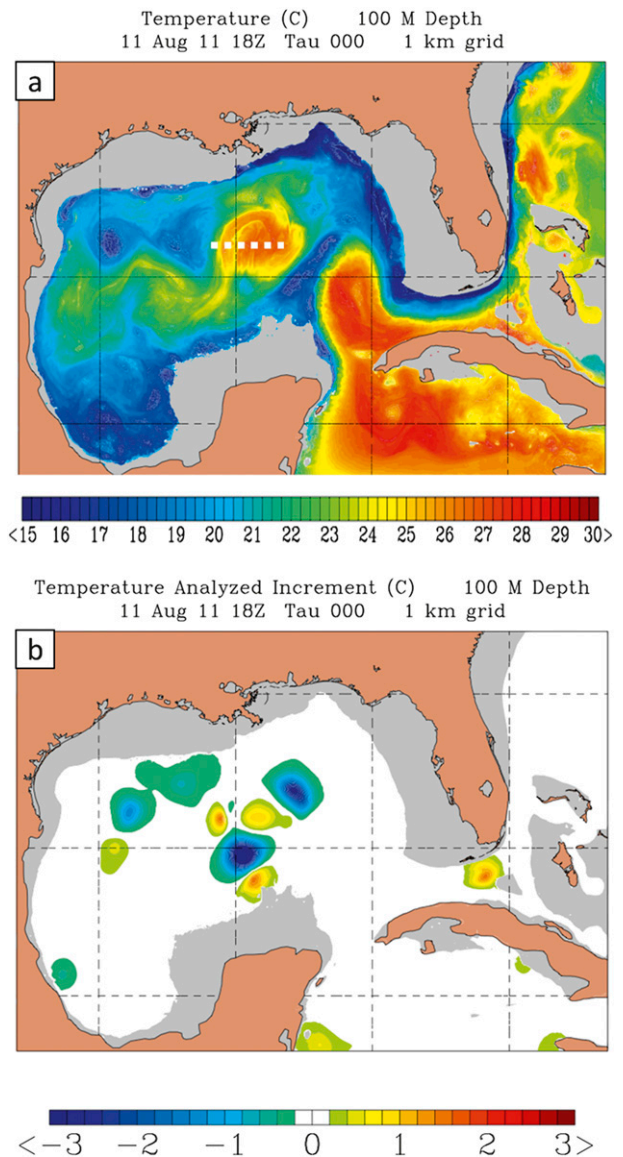 Temperature (C) 100 M Depth
11 Aug 11 18Z Tau 000 1 km grid
a
<15 16 17 18 19 20 21 22 23 24 25 26 27 28 29 30>
Temperature Analyzed Increment (C) 100 M Depth
11 Aug 11 18Z Tau 000 1 km grid
b
<-3 -2 -1 0 1 2 3>